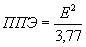 ППЭ = E² / 3,77